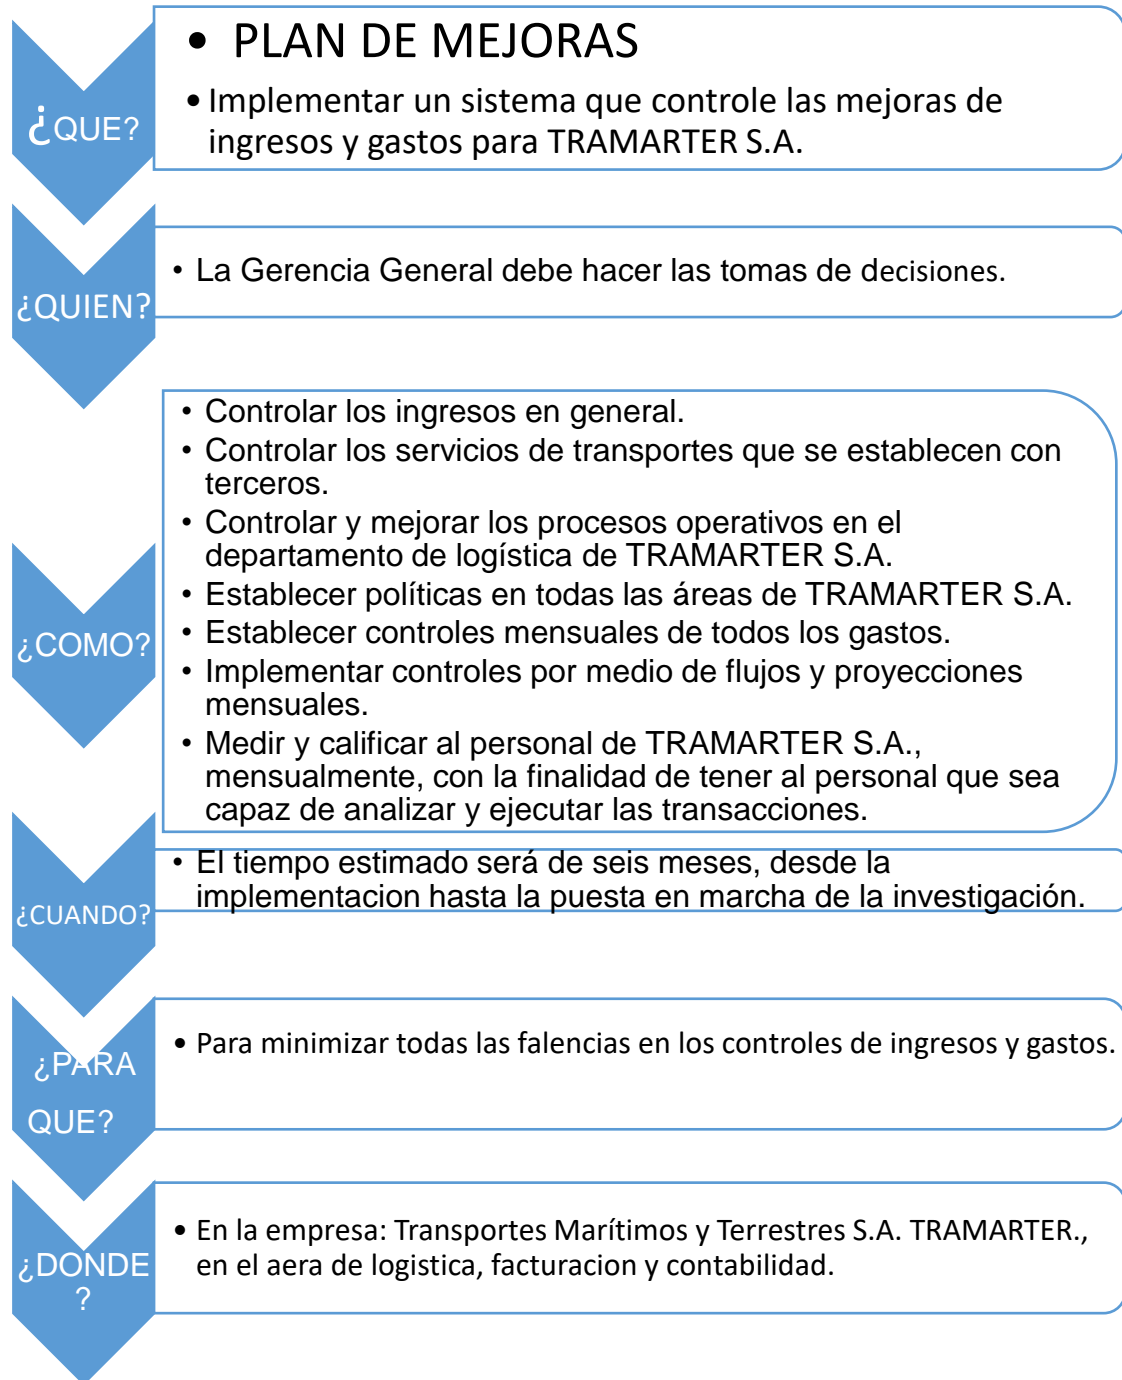 ¿QUE?
• PLAN DE MEJORAS
• Implementar un sistema que controle las mejoras de
ingresos y gastos para TRAMARTER S.A.
¿QUIEN?
• La Gerencia General debe hacer las tomas de decisiones.
¿COMO?
• Controlar los ingresos en general.
• Controlar los servicios de transportes que se establecen con
terceros.
• Controlar y mejorar los procesos operativos en el
departamento de logística de TRAMARTER S.A.
• Establecer políticas en todas las áreas de TRAMARTER S.A.
• Establecer controles mensuales de todos los gastos.
• Implementar controles por medio de flujos y proyecciones
mensuales.
• Medir y calificar al personal de TRAMARTER S.A.,
mensualmente, con la finalidad de tener al personal que sea
capaz de analizar y ejecutar las transacciones.
¿CUANDO?
• El tiempo estimado será de seis meses, desde la
implementacion hasta la puesta en marcha de la investigación.
¿PARA
QUE?
• Para minimizar todas las falencias en los controles de ingresos y gastos.
¿DONDE
?
• En la empresa: Transportes Marítimos y Terrestres S.A. TRAMARTER.,
en el aera de logistica, facturacion y contabilidad.